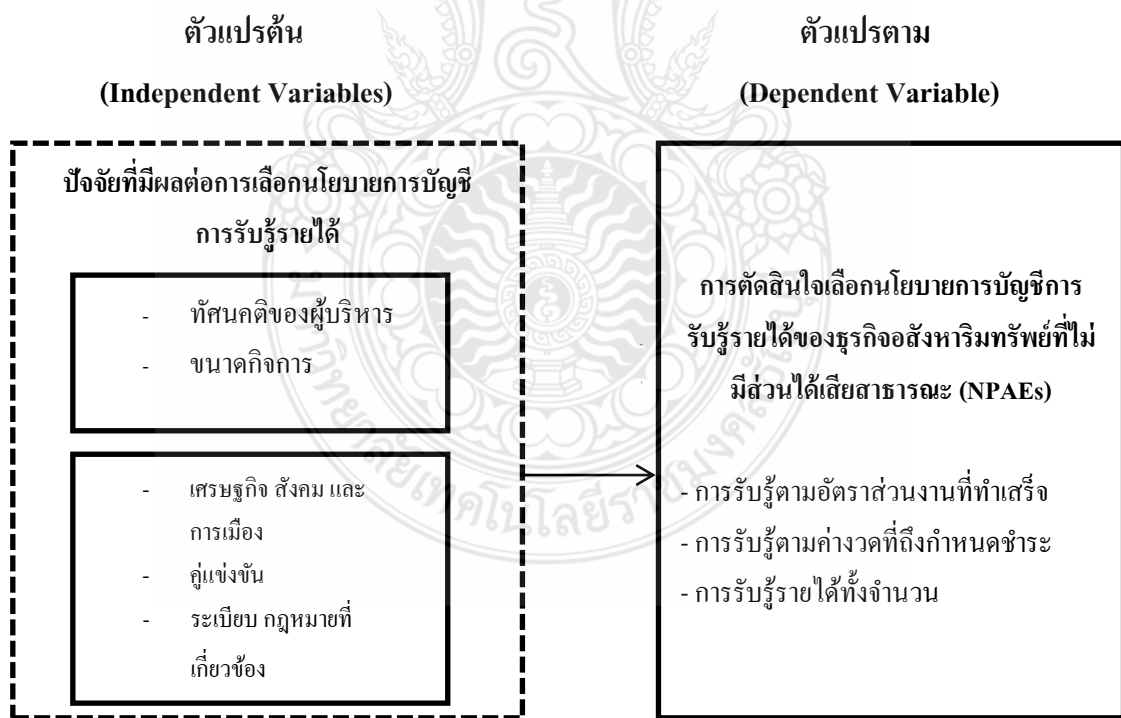 ตัวแปรต้น
(Independent Variables)
ปัจจัยที่มีผลต่อการเลือกนโยบายการบัญชี
การรับรู้รายได้
- ทัศนคติของผู้บริหาร
- ขนาดกิจการ
- เศรษฐกิจ สังคม และ
การเมือง
- คู่แข่งขัน
- ระเบียบ กฎหมายที่
เกี่ยวข้อง
ตัวแปรตาม
(Dependent Variable)
การตัดสินใจเลือกนโยบายการบัญชีการ
รับรู้รายได้ของธุรกิจอสังหาริมทรัพย์ที่ไม่
มีส่วนได้เสียสาธารณะ (NPAEs)
- การรับรู้ตามอัตราส่วนงานที่ทำเสร็จ
- การรับรู้ตามค่างวดที่ถึงกำหนดชำระ
- การรับรู้รายได้ทั้งจำนวน